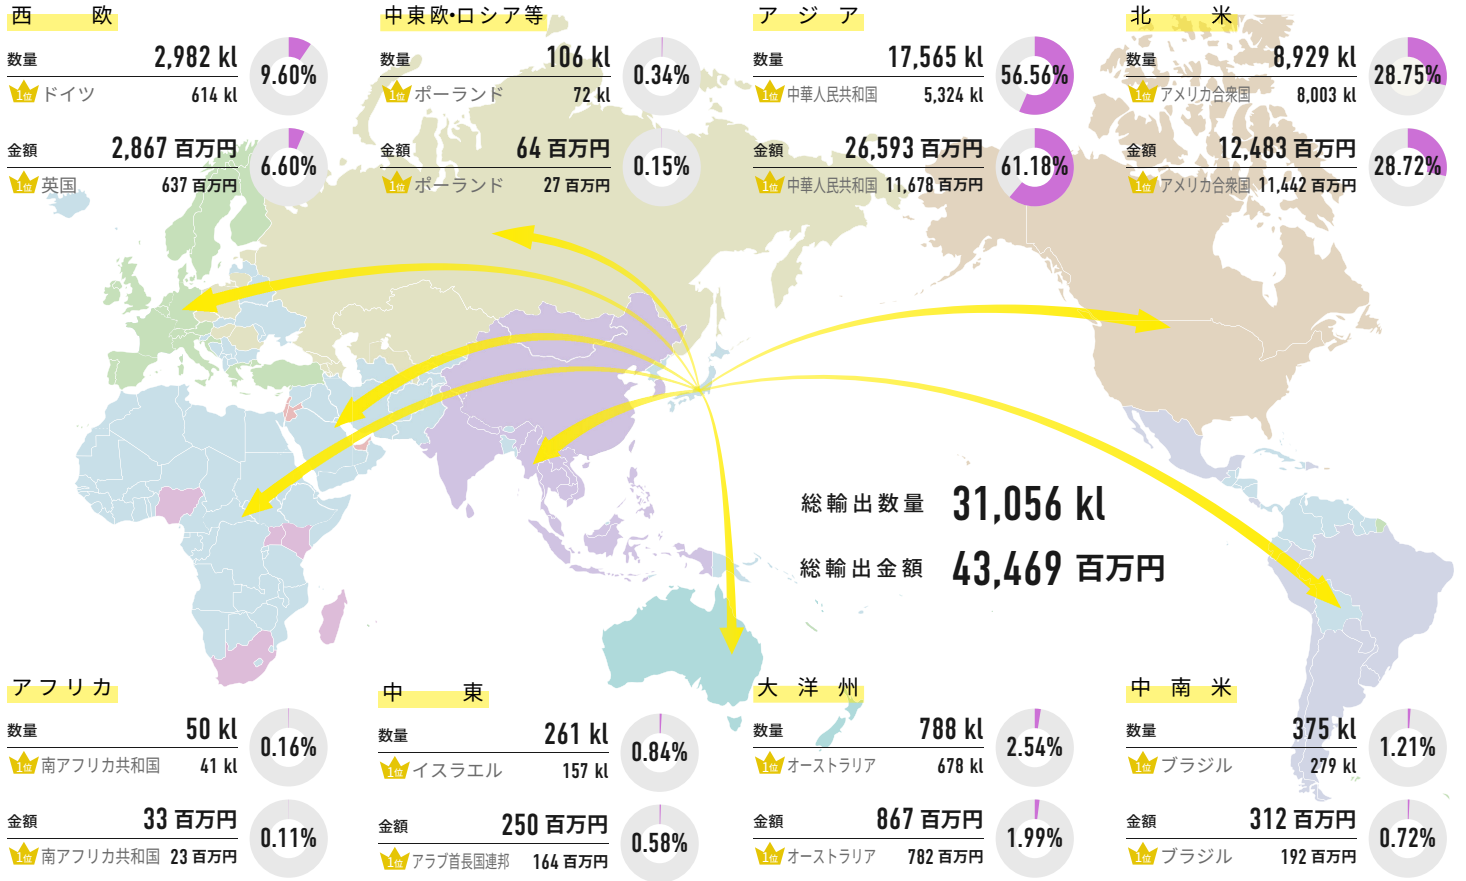 西欧
数量 2,982 kl
1位 ドイツ 614 kl
9.60%
金額 2,867 百万円
1位 英国 637 百万円
6.60%
中東欧・ロシア等
数量 106 kl
1位 ポーランド 72 kl
0.34%
金額 64 百万円
1位 ポーランド 27 百万円
0.15%
アジア
数量 17,565 kl
1位 中華人民共和国 5,324 kl
56.56%
金額 26,593 百万円
1位 中華人民共和国 11,678 百万円
61.18%
北米
数量 8,929 kl
1位 アメリカ合衆国 8,003 kl
28.75%
金額 12,483 百万円
1位 アメリカ合衆国 11,442 百万円
28.72%
総輸出数量 31,056 kl
総輸出金額 43,469 百万円
アフリカ
数量 50 kl
1位 南アフリカ共和国 41 kl
0.16%
金額 33 百万円
1位 南アフリカ共和国 23 百万円
0.11%
中東
数量 261 kl
1位 イスラエル 157 kl
0.84%
金額 250 百万円
1位 アラブ首長国連邦 164 百万円
0.58%
大洋州
数量 788 kl
1位 オーストラリア 678 kl
2.54%
金額 867 百万円
1位 オーストラリア 782 百万円
1.99%
中南米
数量 375 kl
1位 ブラジル 279 kl
1.21%
金額 312 百万円
1位 ブラジル 192 百万円
0.72%